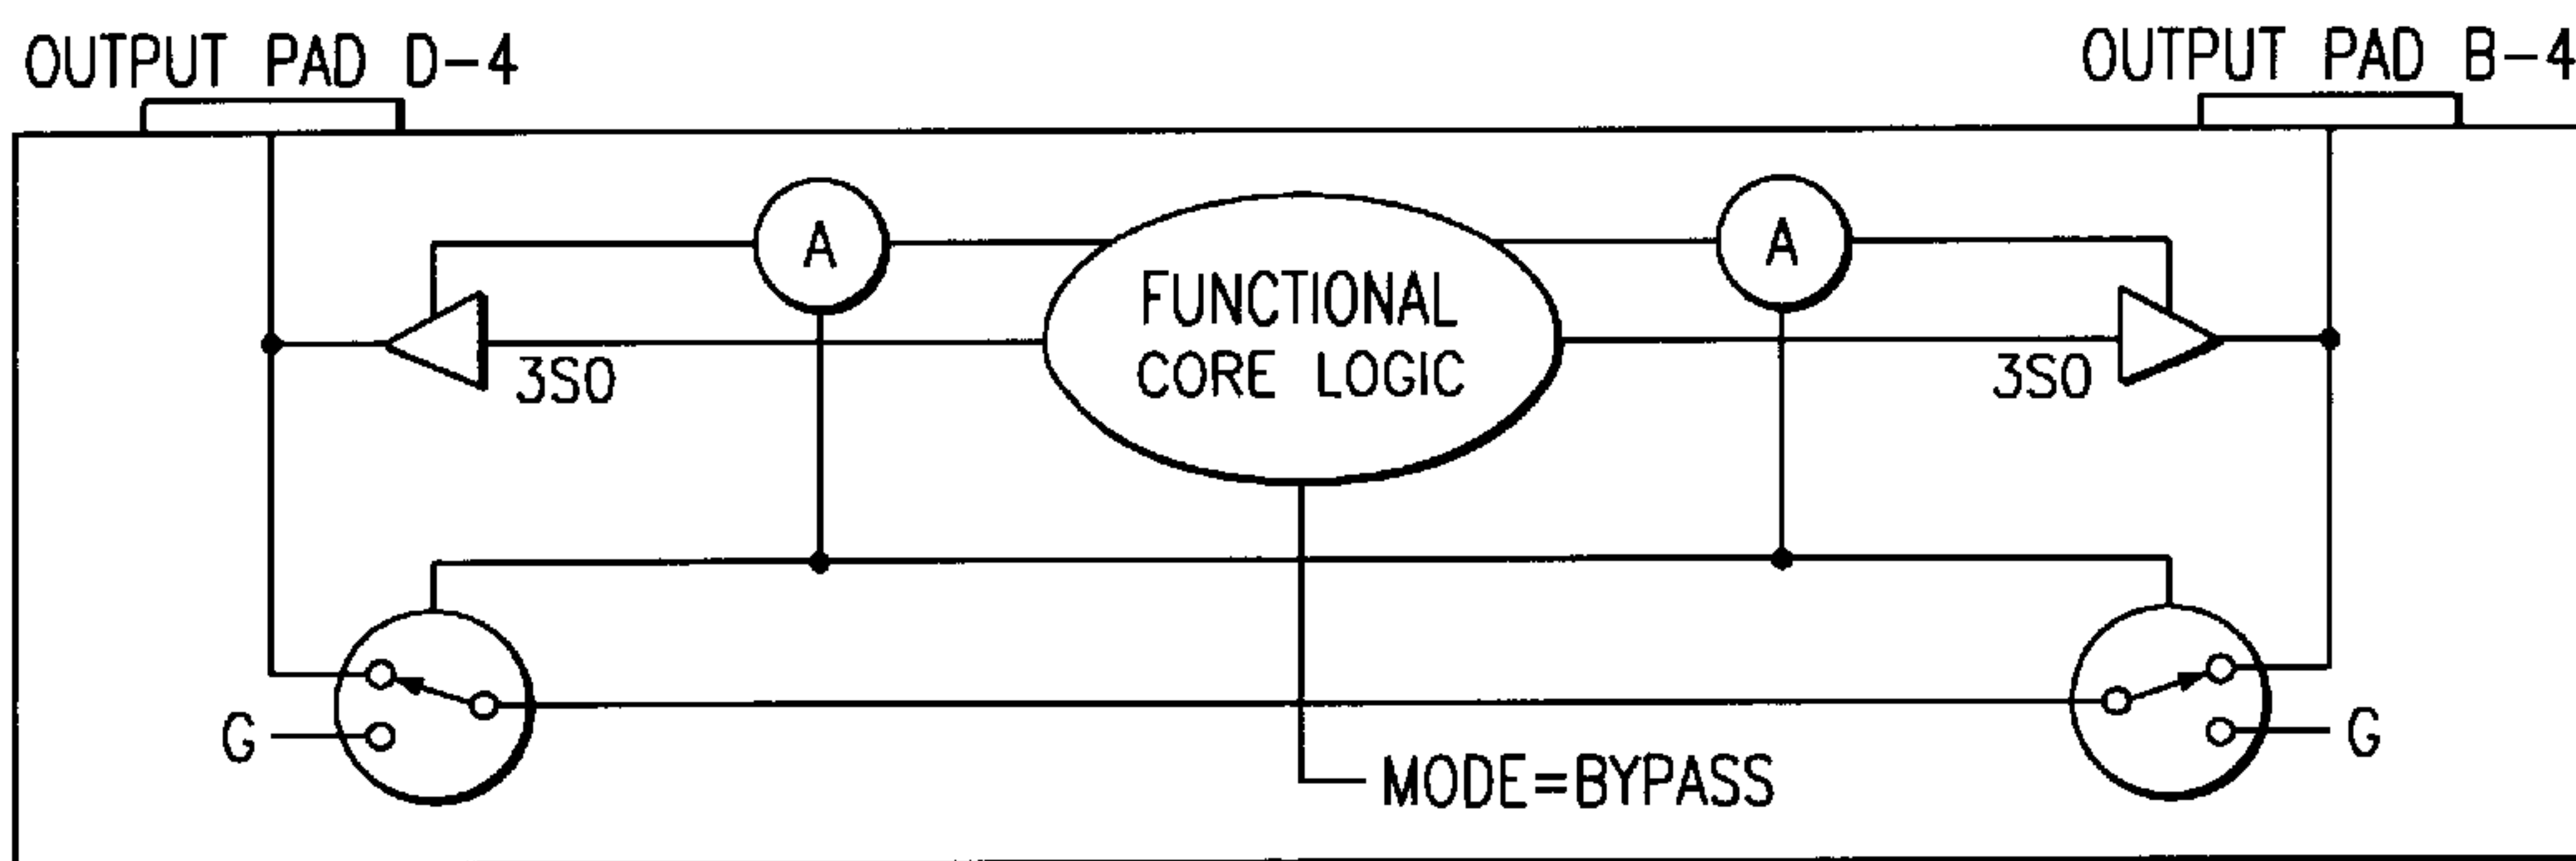 OUTPUT PAD D-4
OUTPUT PAD B-4
A
A
FUNCTIONAL
CORE LOGIC
3SO
3SO
G
G
MODE=BYPASS